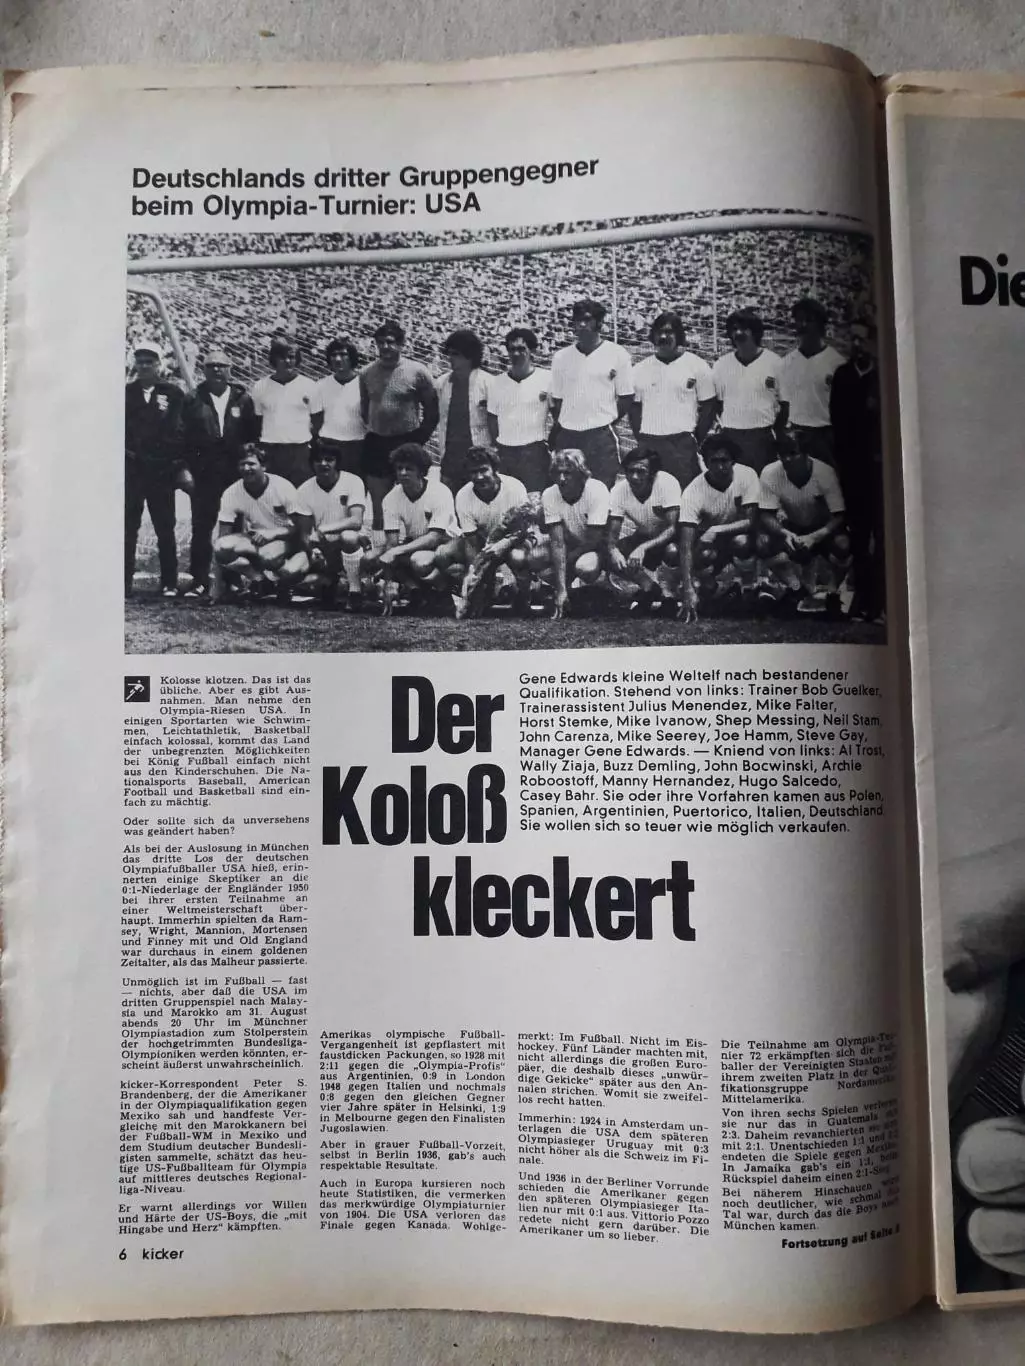 Deutschlands dritter Gruppengegner
beim Olympia-Turnier: USA
Die
Kolosse klotzen. Das ist das
übliche. Aber es gibt Aus-
nahmen. Man nehme den
Olympia-Riesen USA. In
einigen Sportarten wie Schwim-
men, Leichtathletik, Basketball
einfach kolossal, kommt das Land
der unbegrenzten Möglichkeiten
bei König Fußball einfach nicht
aus den Kinderschuhen. Die Na-
tionalsports Baseball, American
Football und Basketball sind ein-
fach zu mächtig.
Oder sollte sich da unversehens
was geändert haben?
Als bei der Auslosung in München
das dritte Los der deutschen
Olympiafußballer USA hieß, erin-
nerten einige Skeptiker an die
0:1-Niederlage der Engländer 1950
bei ihrer ersten Teilnahme an
einer Weltmeisterschaft über-
haupt. Immerhin spielten da Ram-
sey, Wright, Mannion, Mortensen
und Finney mit und Old England
war durchaus in einem goldenen
Zeitalter, als das Malheur passierte.
Unmöglich ist im Fußball — fast
— nichts, aber daß die USA im
dritten Gruppenspiel nach Malay-
sia und Marokko am 31. August
abends 20 Uhr im Münchner
Olympiastadion zum Stolperstein
der hochgetrimmten Bundesliga-
Olympioniken werden könnten, er-
scheint äußerst unwahrscheinlich.
kicker-Korrespondent Peter S.
Brandenberg, der die Amerikaner
in der Olympiaqualifikation gegen
Mexiko sah und handfeste Ver-
gleiche mit den Marokkanern bei
der Fußball-WM in Mexiko und
dem Studium deutscher Bundesli-
gisten sammelte, schätzt das heu-
tige US-Fußballteam für Olympia
auf mittleres deutsches Regional-
liga-Niveau.
Er warnt allerdings vor Willen
und Härte der US-Boys, die „mit
Hingabe und Herz" kämpften.
Der
Koloß
kleckert
Gene Edwards kleine Weltelf nach bestandener
Qualifikation. Stehend von links: Trainer Bob Guelker,
Trainerassistent Julius Menendez, Mike Falter,
Horst Stemke, Mike Ivanow, Shep Messing, Neil Stam,
John Carenza, Mike Seerey, Joe Hamm, Steve Gay,
Manager Gene Edwards. — Kniend von links: Al Trost,
Wally Ziaja, Buzz Demling, John Bocwinski, Archie
Roboostoff, Manny Hernandez, Hugo Salcedo,
Casey Bahr. Sie oder ihre Vorfahren kamen aus Polen,
Spanien, Argentinien, Puertorico, Italien, Deutschland.
Sie wollen sich so teuer wie möglich verkaufen.
Amerikas olympische Fußball-
Vergangenheit ist gepflastert mit
faustdicken Packungen, so 1928 mit
2:11 gegen die „Olympia-Profis"
aus Argentinien, 0:9 in London
1948 gegen Italien und nochmals
0:8 gegen den gleichen Gegner
vier Jahre später in Helsinki, 1:9
in Melbourne gegen den Finalisten
Jugoslawien.
Aber in grauer Fußball-Vorzeit,
selbst in Berlin 1936, gab's auch
respektable Resultate.
Auch in Europa kursieren noch
heute Statistiken, die vermerken
das merkwürdige Olympiaturnier
von 1904. Die USA verloren das
Finale gegen Kanada. Wohlge-
merkt: Im Fußball. Nicht im Eis-
hockey. Fünf Länder machten mit,
nicht allerdings die großen Euro-
päer, die deshalb dieses „unwür-
dige Gekicke" später aus den An-
nalen strichen. Womit sie zweifel-
los recht hatten.
Immerhin: 1924 in Amsterdam un-
terlagen die USA dem späteren
Olympiasieger Uruguay mit 0:3
nicht höher als die Schweiz im Fi-
nale.
Und 1936 in der Berliner Vorrunde
schieden die Amerikaner gegen
den späteren Olympiasieger Ita-
lien nur mit 0:1 aus. Vittorio Pozzo
redete nicht gern darüber. Die
Amerikaner um so lieber.
Die Teilnahme am Olympia-Tur-
nier 72 erkämpften sich die Fuß-
baller der Vereinigten Staaten mit
ihrem zweiten Platz in der Quali-
fikationsgruppe Nordamerika
Mittelamerika.
Von ihren sechs Spielen verloren
sie nur das in Guatemala mit
2:3. Daheim revanchierten sie sich
mit 2:1. Unentschieden 1:1 und 2:2
endeten die Spiele gegen Mexiko.
In Jamaika gab's ein 1:1, beim
Rückspiel daheim einen 2:1-Sieg.
Bei näherem Hinschauen wird
noch deutlicher, wie schmal das
Tal war, durch das die Boys nach
München kamen.
Fortsetzung auf Seite
6 kicker